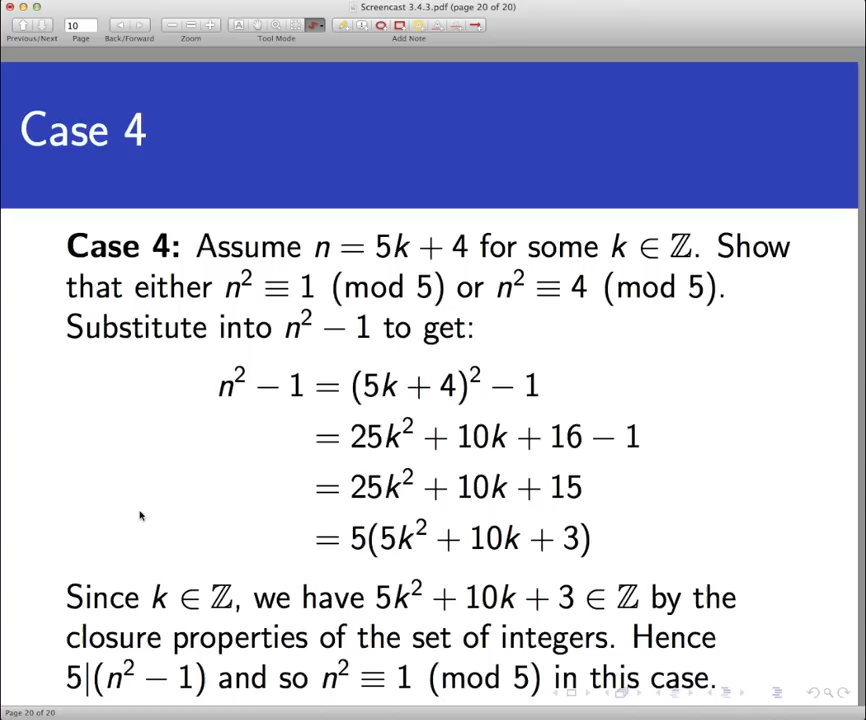 Screencast 3.4.3.pdf (page 20 of 20)
10
Previous/Next Page Back/Forward Zoom Tool Mode Add Note
Case 4
Case 4: Assume n = 5k + 4 for some k ∈ ℤ. Show
that either n² ≡ 1 (mod 5) or n² ≡ 4 (mod 5).
Substitute into n² − 1 to get:
n² − 1 = (5k + 4)² − 1
= 25k² + 10k + 16 − 1
= 25k² + 10k + 15
= 5(5k² + 10k + 3)
Since k ∈ ℤ, we have 5k² + 10k + 3 ∈ ℤ by the
closure properties of the set of integers. Hence
5|(n² − 1) and so n² ≡ 1 (mod 5) in this case.
Page 20 of 20